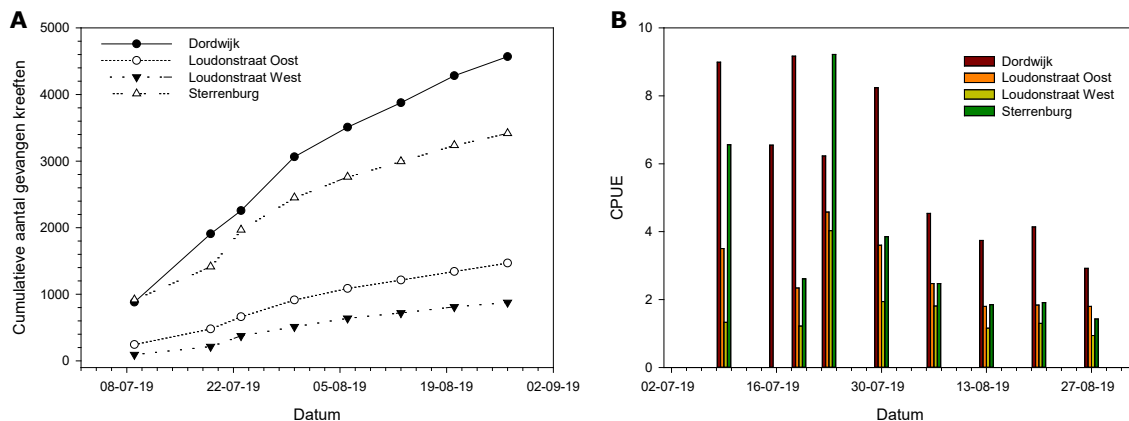 A
Cumulatieve aantal gevangen kreeften
5000
4000
3000
2000
1000
0
Dordwijk
Loudonstraat Oost
Loudonstraat West
Sterrenburg
08-07-19 22-07-19 05-08-19 19-08-19 02-09-19
Datum
B
CPUE
10
8
6
4
2
0
Dordwijk
Loudonstraat Oost
Loudonstraat West
Sterrenburg
02-07-19 16-07-19 30-07-19 13-08-19 27-08-19
Datum